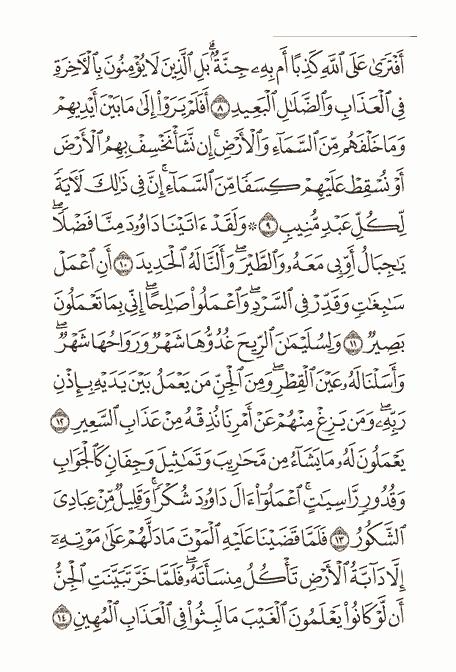 أَفْتَرَىٰ عَلَى ٱللَّهِ كَذِبًا أَم بِهِۦ جِنَّةٌۢ ۗ بَلِ ٱلَّذِينَ لَا يُؤْمِنُونَ بِٱلْءَاخِرَةِ
فِى ٱلْعَذَابِ وَٱلضَّلَٰلِ ٱلْبَعِيدِ ٨ أَفَلَمْ يَرَوْا۟ إِلَىٰ مَا بَيْنَ أَيْدِيهِمْ
وَمَا خَلْفَهُم مِّنَ ٱلسَّمَآءِ وَٱلْأَرْضِ ۚ إِن نَّشَأْ نَخْسِفْ بِهِمُ ٱلْأَرْضَ
أَوْ نُسْقِطْ عَلَيْهِمْ كِسَفًا مِّنَ ٱلسَّمَآءِ ۚ إِنَّ فِى ذَٰلِكَ لَءَايَةً
لِّكُلِّ عَبْدٍ مُّنِيبٍ ٩ ۞ وَلَقَدْ ءَاتَيْنَا دَاوُۥدَ مِنَّا فَضْلًا ۖ
يَٰجِبَالُ أَوِّبِى مَعَهُۥ وَٱلطَّيْرَ ۖ وَأَلَنَّا لَهُ ٱلْحَدِيدَ ١٠ أَنِ ٱعْمَلْ
سَٰبِغَٰتٍ وَقَدِّرْ فِى ٱلسَّرْدِ ۖ وَٱعْمَلُوا۟ صَٰلِحًا ۖ إِنِّى بِمَا تَعْمَلُونَ
بَصِيرٌ ١١ وَلِسُلَيْمَٰنَ ٱلرِّيحَ غُدُوُّهَا شَهْرٌ وَرَوَاحُهَا شَهْرٌ ۖ
وَأَسَلْنَا لَهُۥ عَيْنَ ٱلْقِطْرِ ۖ وَمِنَ ٱلْجِنِّ مَن يَعْمَلُ بَيْنَ يَدَيْهِ بِإِذْنِ
رَبِّهِۦ ۖ وَمَن يَزِغْ مِنْهُمْ عَنْ أَمْرِنَا نُذِقْهُ مِنْ عَذَابِ ٱلسَّعِيرِ ١٢
يَعْمَلُونَ لَهُۥ مَا يَشَآءُ مِن مَّحَٰرِيبَ وَتَمَٰثِيلَ وَجِفَانٍ كَٱلْجَوَابِ
وَقُدُورٍ رَّاسِيَٰتٍ ۚ ٱعْمَلُوٓا۟ ءَالَ دَاوُۥدَ شُكْرًا ۚ وَقَلِيلٌ مِّنْ عِبَادِىَ
ٱلشَّكُورُ ١٣ فَلَمَّا قَضَيْنَا عَلَيْهِ ٱلْمَوْتَ مَا دَلَّهُمْ عَلَىٰ مَوْتِهِۦٓ
إِلَّا دَآبَّةُ ٱلْأَرْضِ تَأْكُلُ مِنسَأَتَهُۥ ۖ فَلَمَّا خَرَّ تَبَيَّنَتِ ٱلْجِنُّ
أَن لَّوْ كَانُوا۟ يَعْلَمُونَ ٱلْغَيْبَ مَا لَبِثُوا۟ فِى ٱلْعَذَابِ ٱلْمُهِينِ ١٤